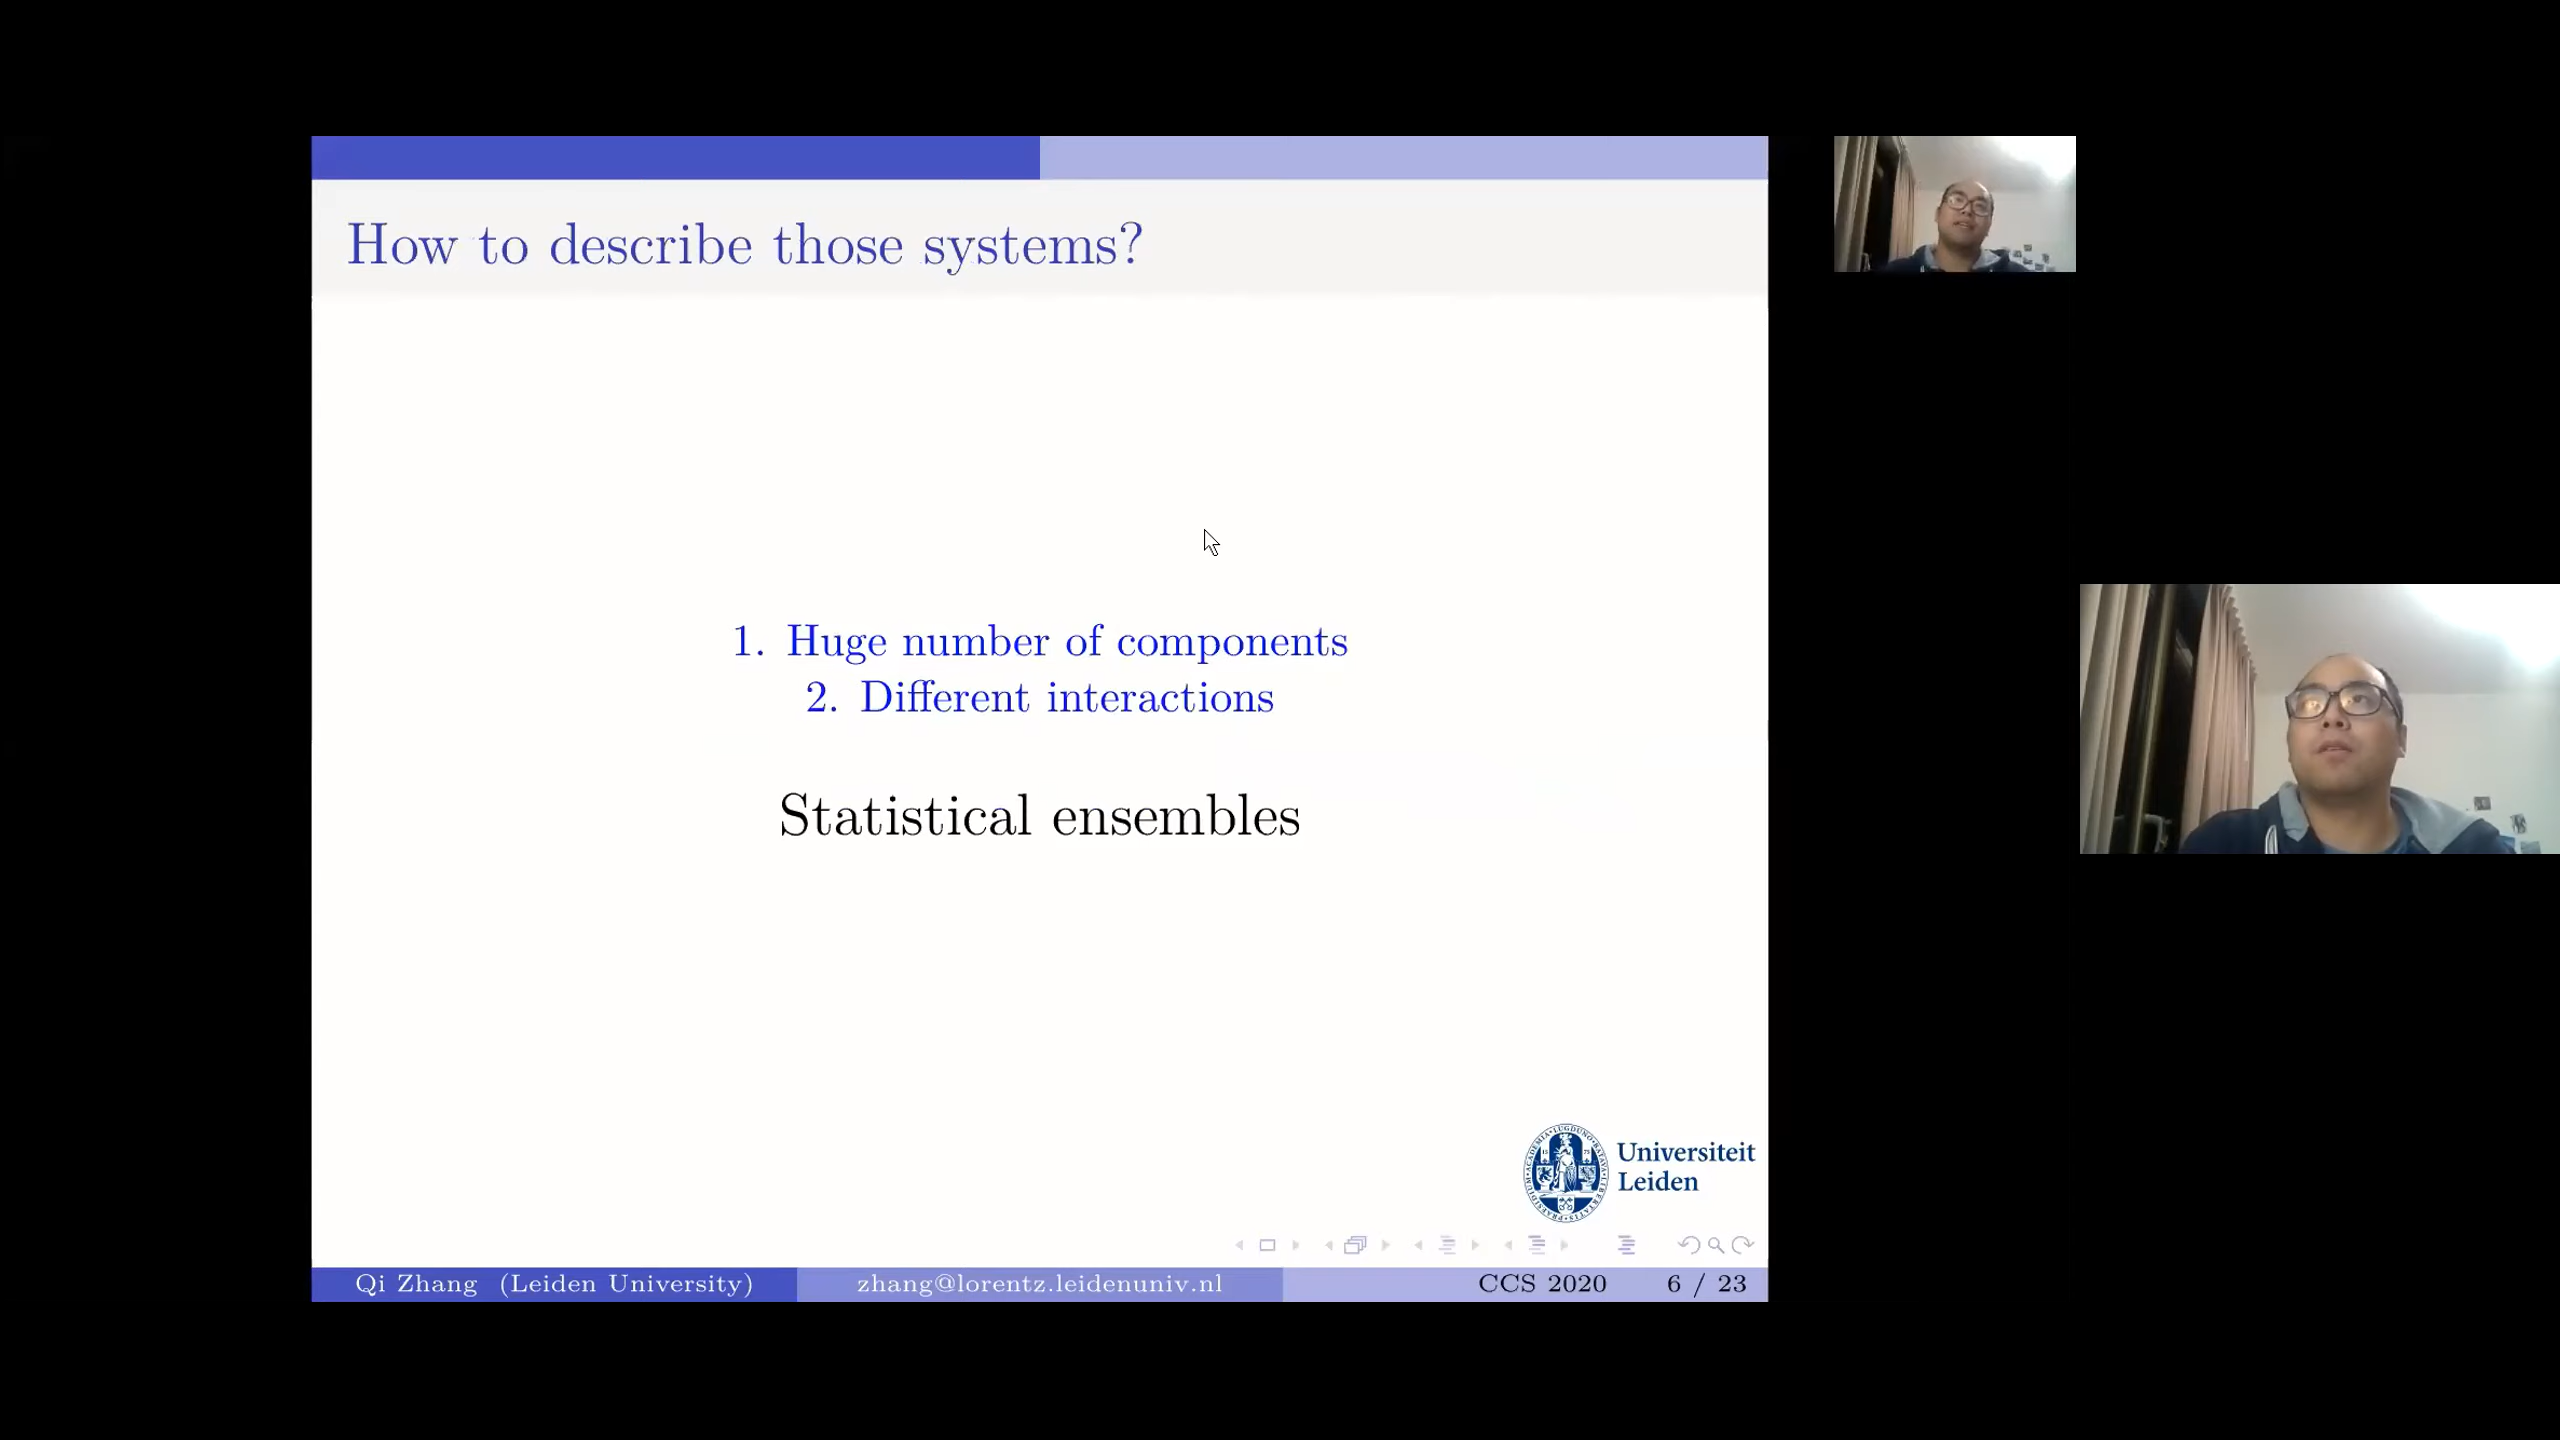 How to describe those systems?
1. Huge number of components
2. Different interactions
Statistical ensembles
Universiteit
Leiden
Qi Zhang (Leiden University) zhang@lorentz.leidenuniv.nl CCS 2020 6 / 23